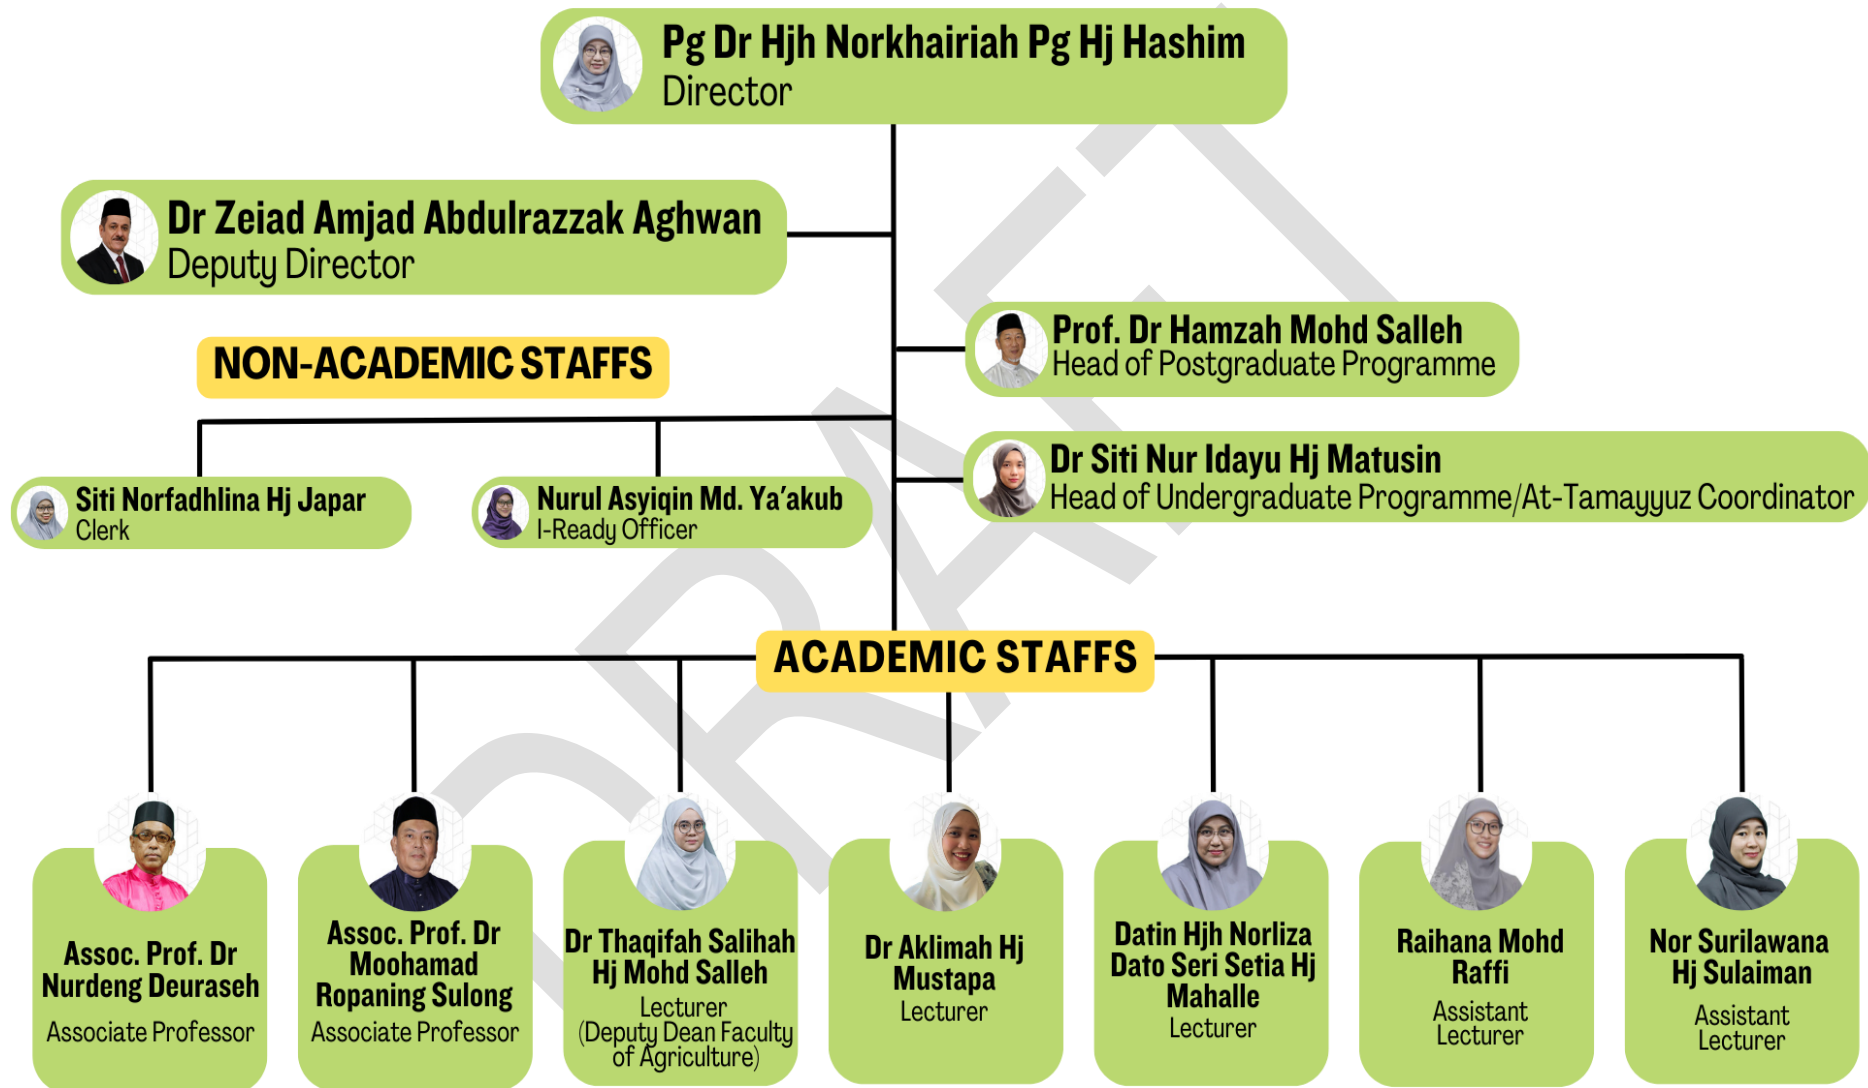 Pg Dr Hjh Norkhairiah Pg Hj Hashim
Director
Dr Zeiad Amjad Abdulrazzak Aghwan
Deputy Director
Prof. Dr Hamzah Mohd Salleh
Head of Postgraduate Programme
NON-ACADEMIC STAFFS
Dr Siti Nur Idayu Hj Matusin
Head of Undergraduate Programme/At-Tamayyuz Coordinator
Siti Norfadhlina Hj Japar
Clerk
Nurul Asyiqin Md. Ya'akub
I-Ready Officer
DRAFT
ACADEMIC STAFFS
Assoc. Prof. Dr
Nurdeng Deuraseh
Associate Professor
Assoc. Prof. Dr
Moohamad
Ropaning Sulong
Associate Professor
Dr Thaqifah Salihah
Hj Mohd Salleh
Lecturer
(Deputy Dean Faculty
of Agriculture)
Dr Aklimah Hj
Mustapa
Lecturer
Datin Hjh Norliza
Dato Seri Setia Hj
Mahalle
Lecturer
Raihana Mohd
Raffi
Assistant
Lecturer
Nor Surilawana
Hj Sulaiman
Assistant
Lecturer